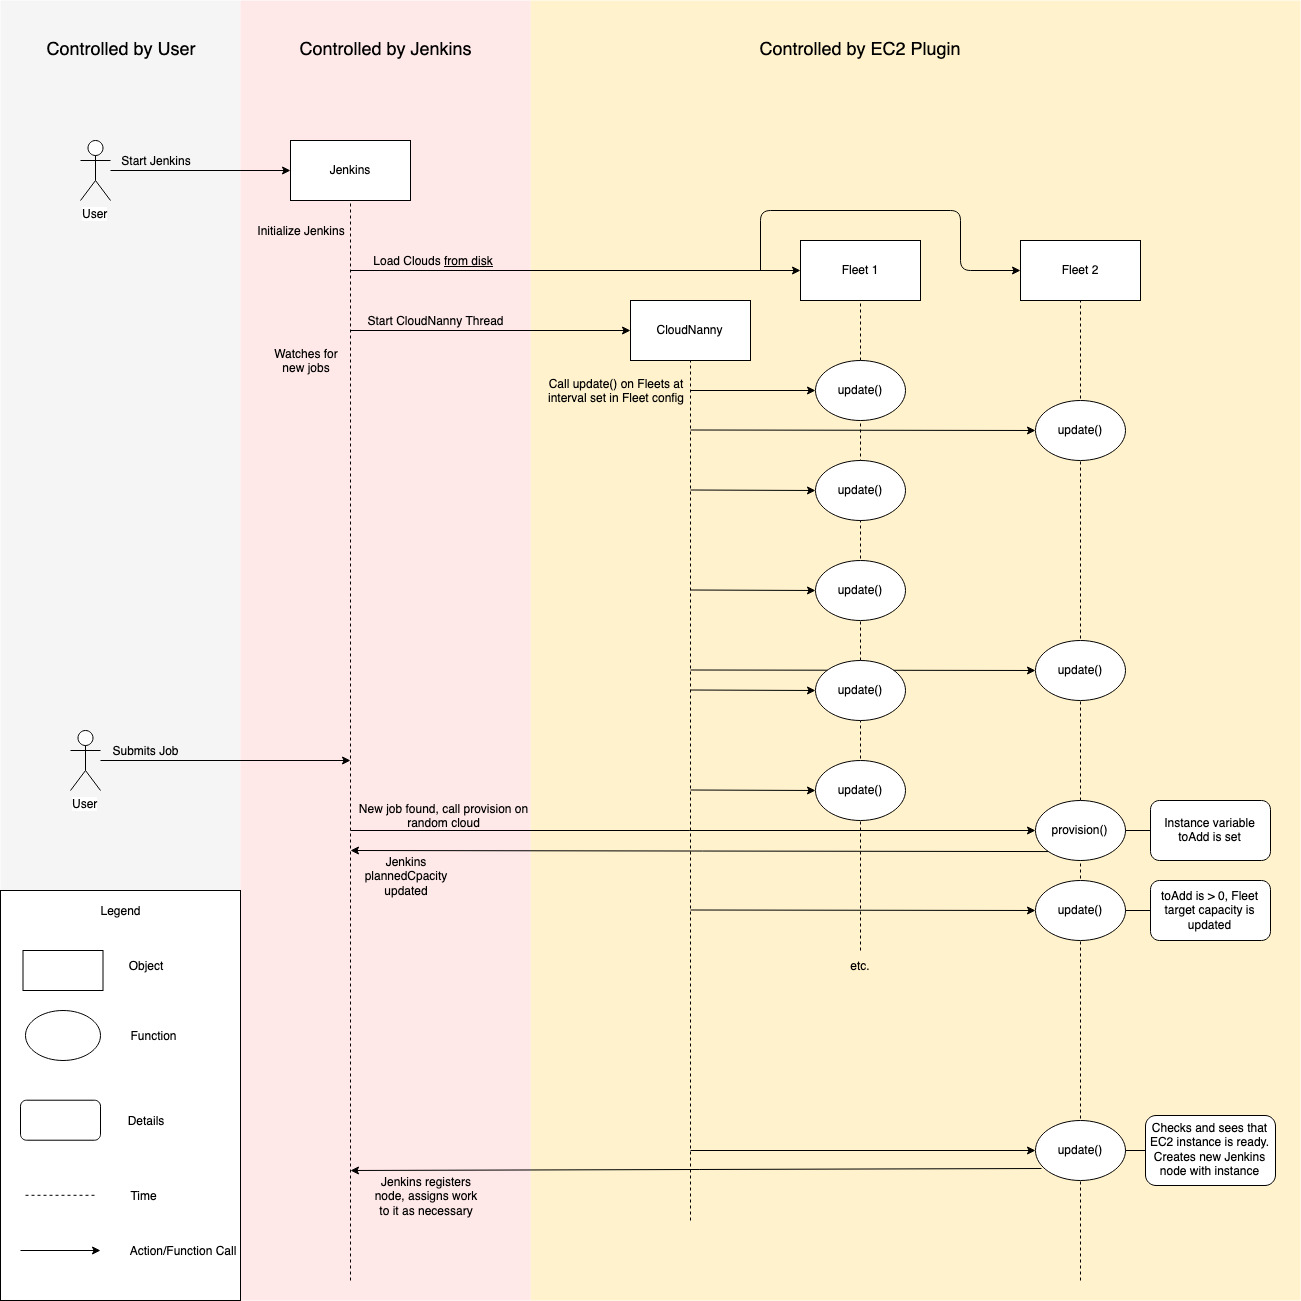 Controlled by User
Controlled by Jenkins
Controlled by EC2 Plugin
Start Jenkins
User
Jenkins
Initialize Jenkins
Load Clouds from disk
Fleet 1
Fleet 2
Start CloudNanny Thread
CloudNanny
Watches for
new jobs
Call update() on Fleets at
interval set in Fleet config
update()
update()
update()
update()
update()
update()
Submits Job
User
update()
New job found, call provision on
random cloud
provision()
Instance variable
toAdd is set
Jenkins
plannedCpacity
updated
update()
toAdd is > 0, Fleet
target capacity is
updated
etc.
update()
Checks and sees that
EC2 instance is ready.
Creates new Jenkins
node with instance
Jenkins registers
node, assigns work
to it as necessary
Legend
Object
Function
Details
Time
Action/Function Call